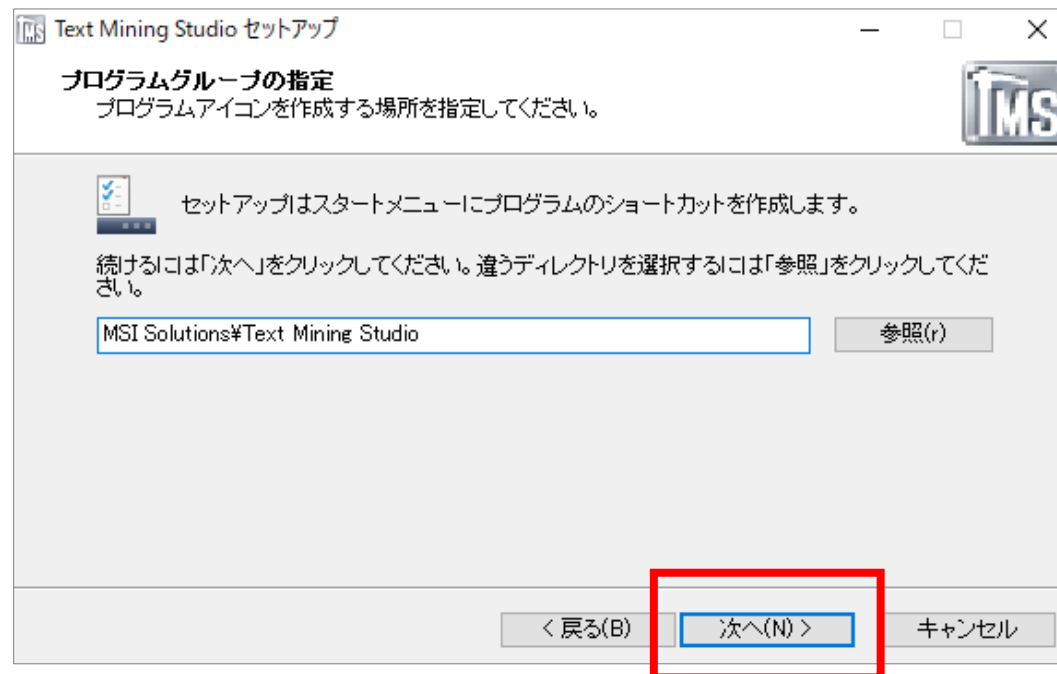 Text Mining Studio セットアップ
プログラムグループの指定
プログラムアイコンを作成する場所を指定してください。
TMS
セットアップはスタートメニューにプログラムのショートカットを作成します。
続けるには「次へ」をクリックしてください。違うディレクトリを選択するには「参照」をクリックしてくだ
さい。
MSI Solutions¥Text Mining Studio
参照(r)
< 戻る(B)
次へ(N) >
キャンセル